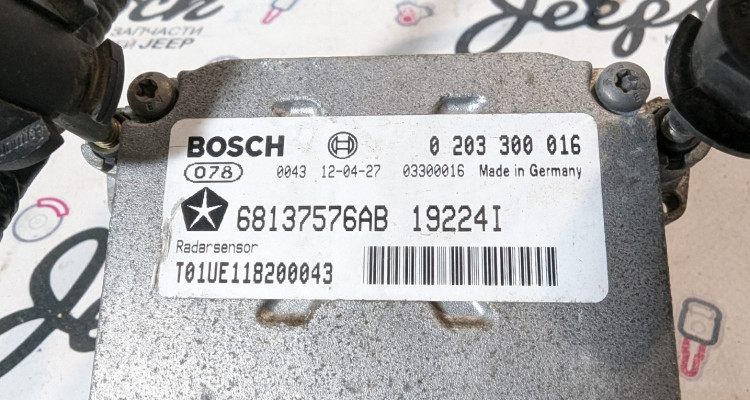 Jeeps
ЗАПЧАСТИ
JEEP
BOSCH 0 203 300 016
078 0043 12-04-27 03300016 Made in Germany
68137576AB 19224I
Radarsensor
T01UE118200043